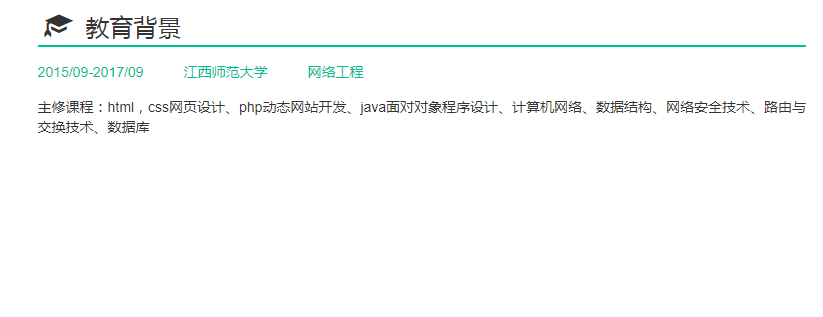 教育背景
2015/09-2017/09 江西师范大学 网络工程
主修课程：html，css网页设计、php动态网站开发、java面对对象程序设计、计算机网络、数据结构、网络安全技术、路由与
交换技术、数据库